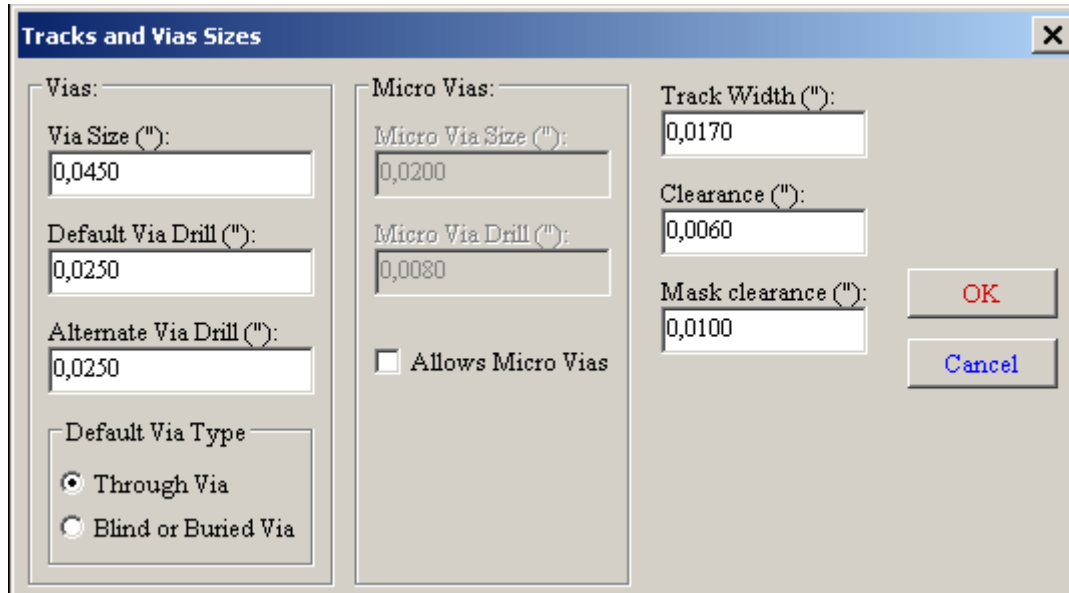 Tracks and Vias Sizes
Vias:
Via Size ("):
0,0450
Default Via Drill ("):
0,0250
Alternate Via Drill ("):
0,0250
Default Via Type
Through Via
Blind or Buried Via
Micro Vias:
Micro Via Size ("):
0,0200
Micro Via Drill ("):
0,0080
Allows Micro Vias
Track Width ("):
0,0170
Clearance ("):
0,0060
Mask clearance ("):
0,0100
OK
Cancel